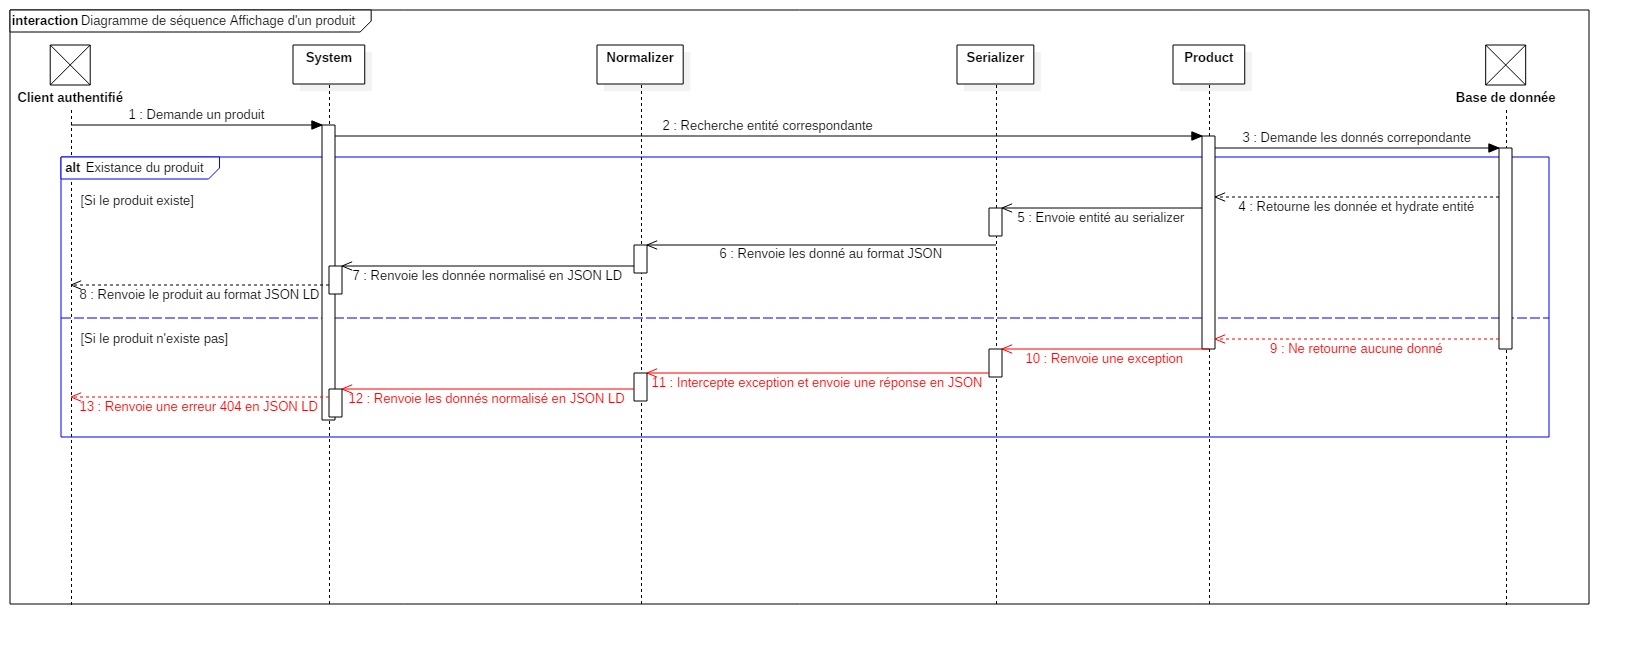 interaction Diagramme de séquence Affichage d'un produit
System
Normalizer
Serializer
Product
Client authentifié
Base de donnée
1 : Demande un produit
2 : Recherche entité correspondante
3 : Demande les donnés correpondante
alt Existance du produit
[Si le produit existe]
4 : Retourne les donnée et hydrate entité
5 : Envoie entité au serializer
6 : Renvoie les donné au format JSON
7 : Renvoie les donnée normalisé en JSON LD
8 : Renvoie le produit au format JSON LD
[Si le produit n'existe pas]
9 : Ne retourne aucune donné
10 : Renvoie une exception
11 : Intercepte exception et envoie une réponse en JSON
12 : Renvoie les donnés normalisé en JSON LD
13 : Renvoie une erreur 404 en JSON LD